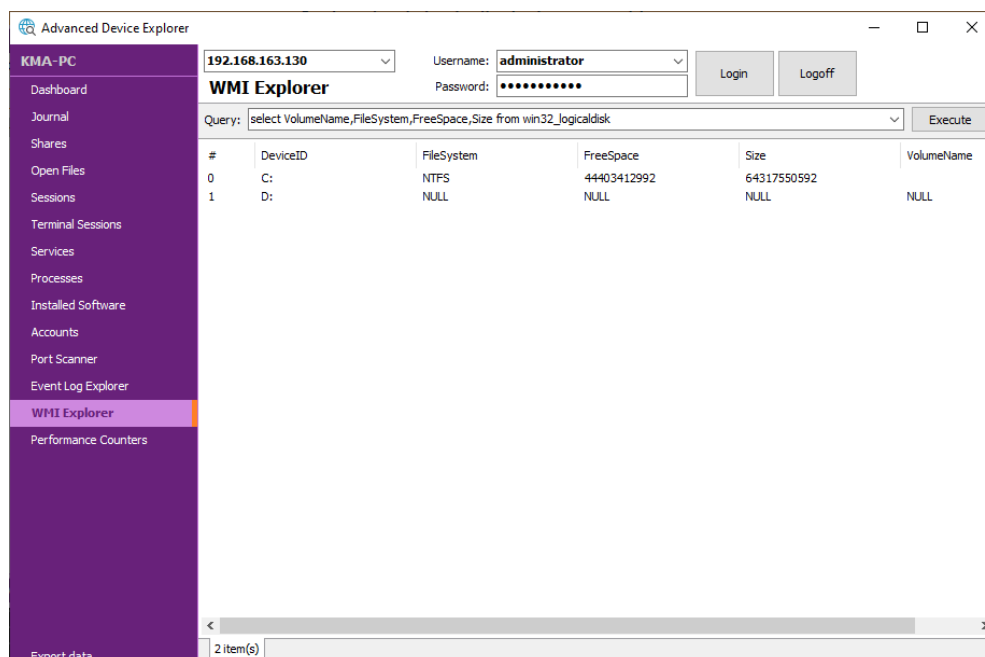 Advanced Device Explorer
KMA-PC
Dashboard
Journal
Shares
Open Files
Sessions
Terminal Sessions
Services
Processes
Installed Software
Accounts
Port Scanner
Event Log Explorer
WMI Explorer
Performance Counters
Export data
192.168.163.130
Username: administrator
Login
Logoff
WMI Explorer
Password: •••••••••••
Query: select VolumeName,FileSystem,FreeSpace,Size from win32_logicaldisk
Execute
# DeviceID FileSystem FreeSpace Size VolumeName
0 C: NTFS 44403412992 64317550592
1 D: NULL NULL NULL NULL
2 item(s)